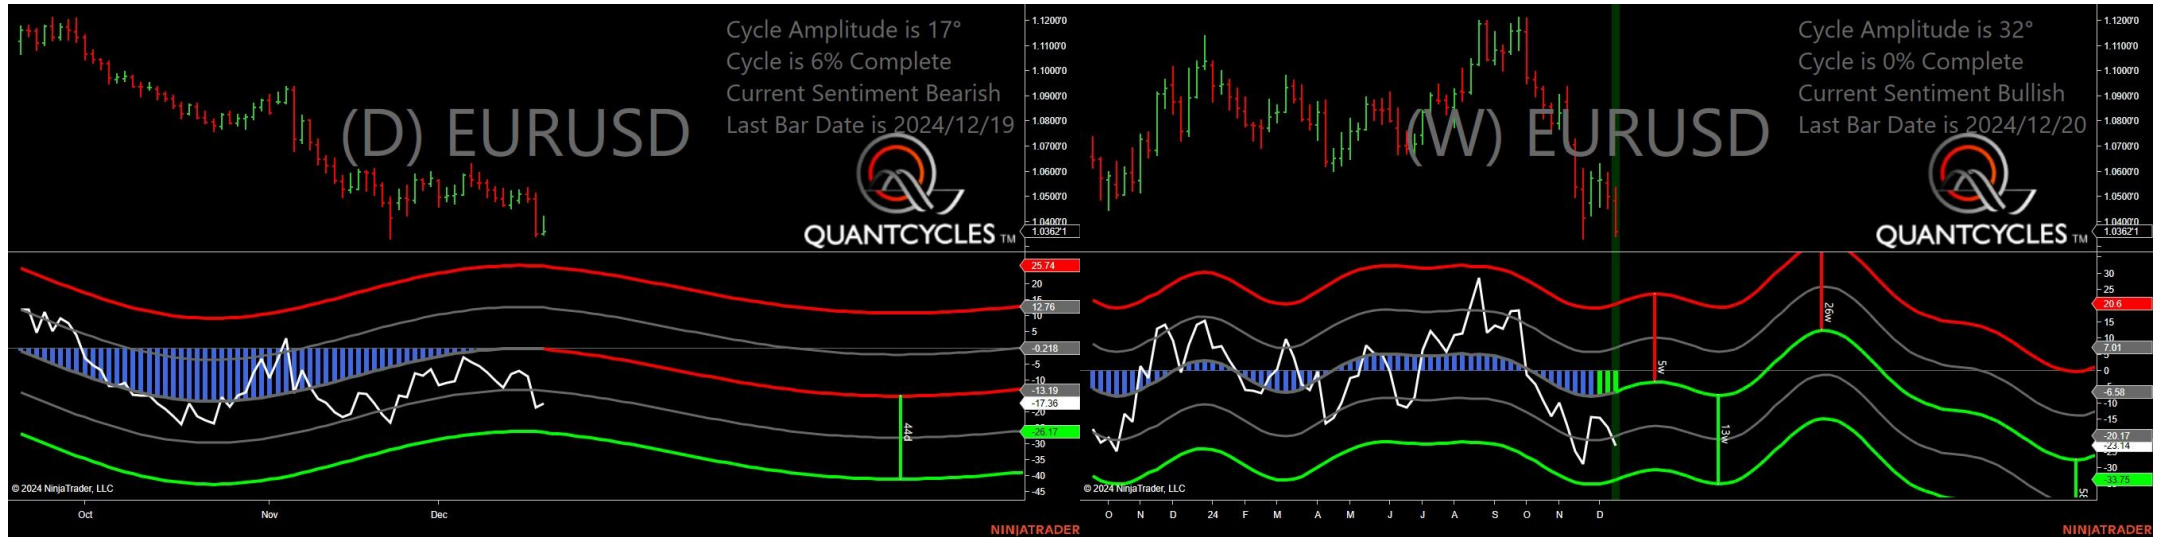 Cycle Amplitude is 17°
Cycle is 6% Complete
Current Sentiment Bearish
Last Bar Date is 2024/12/19
(D) EURUSD
QUANTCYCLES TM
1.1200'0
1.1100'0
1.1000'0
1.0900'0
1.0800'0
1.0700'0
1.0600'0
1.0500'0
1.0400'0
1.0362'1
25.74
20
15
12.76
10
5
-0.218
-5
-10
-13.19
-17.36
-20
-26.17
-30
-35
-40
-45
44d
© 2024 NinjaTrader, LLC
Oct Nov Dec
NINJATRADER
Cycle Amplitude is 32°
Cycle is 0% Complete
Current Sentiment Bullish
Last Bar Date is 2024/12/20
(W) EURUSD
QUANTCYCLES TM
1.1200'0
1.1100'0
1.1000'0
1.0900'0
1.0800'0
1.0700'0
1.0600'0
1.0500'0
1.0400'0
1.0362'1
30
25
20.6
15
10
7.01
5
0
-6.58
-10
-15
-20.17
-23.14
-30
-33.75
5w
13w
26w
© 2024 NinjaTrader, LLC
O N D 24 F M A M J J A S O N D
NINJATRADER